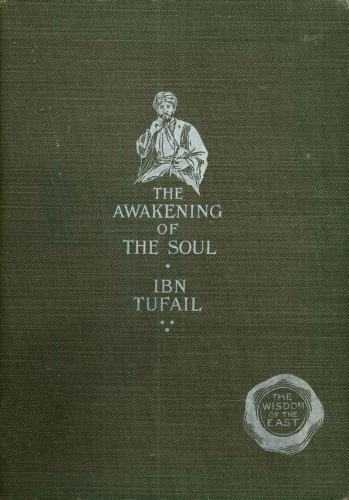 THE
AWAKENING
OF
THE SOUL
IBN
TUFAIL
THE
WISDOM
OF THE
EAST